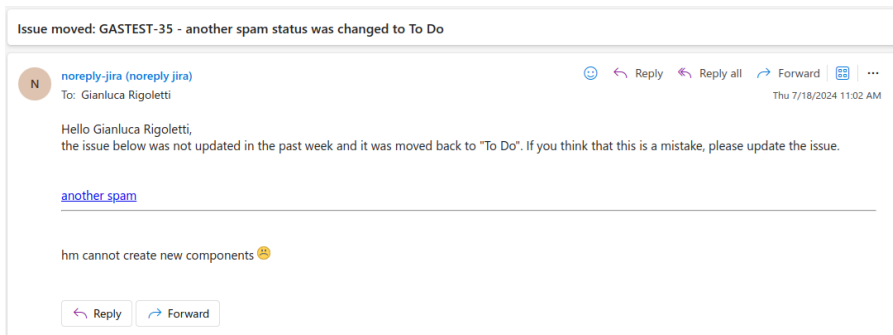 Issue moved: GASTEST-35 - another spam status was changed to To Do
N
noreply-jira (noreply jira)
Reply
Reply all
Forward
To: Gianluca Rigoletti
Thu 7/18/2024 11:02 AM
Hello Gianluca Rigoletti,
the issue below was not updated in the past week and it was moved back to "To Do". If you think that this is a mistake, please update the issue.
another spam
hm cannot create new components ☹
Reply
Forward